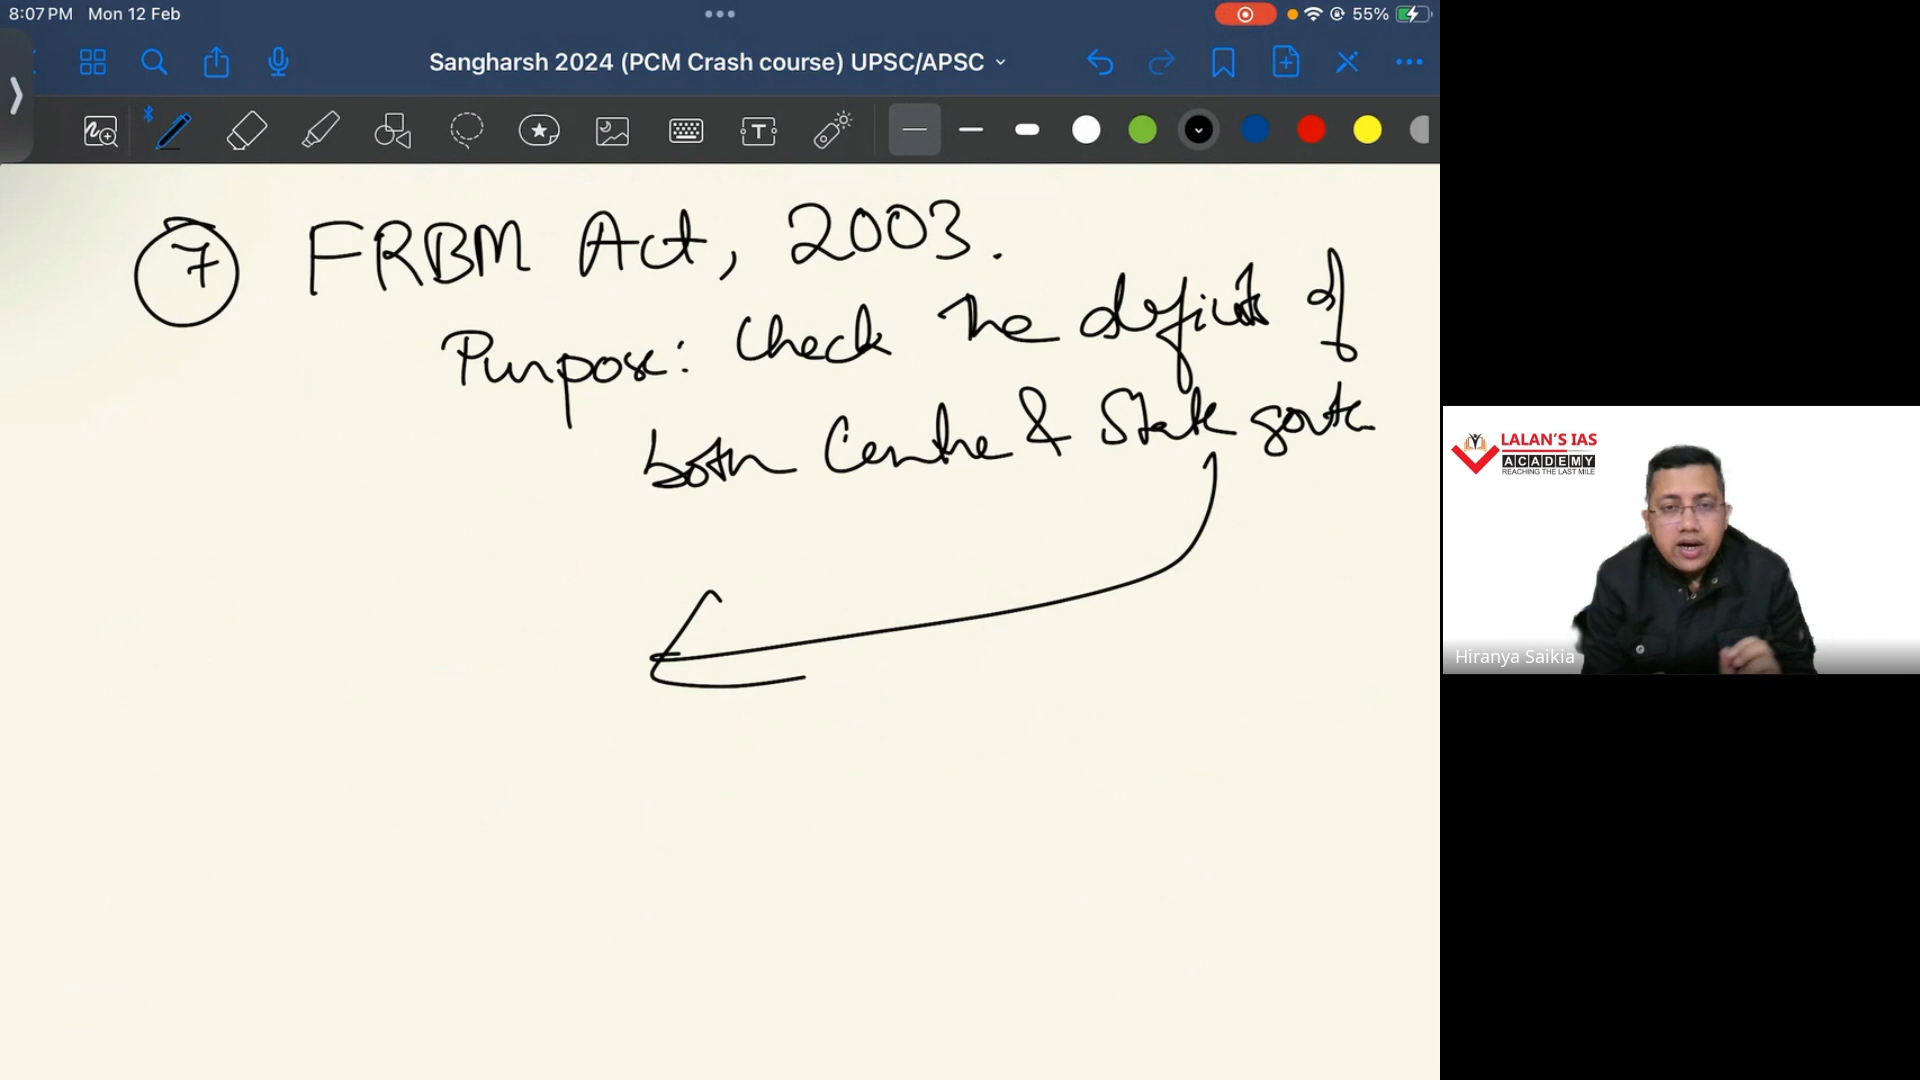 8:07 PM Mon 12 Feb
55%
Sangharsh 2024 (PCM Crash course) UPSC/APSC
7 FRBM Act, 2003.
Purpose: Check the deficits of
both Centre & State govts
LALAN'S IAS
ACADEMY
REACHING THE LAST MILE
Hiranya Saikia